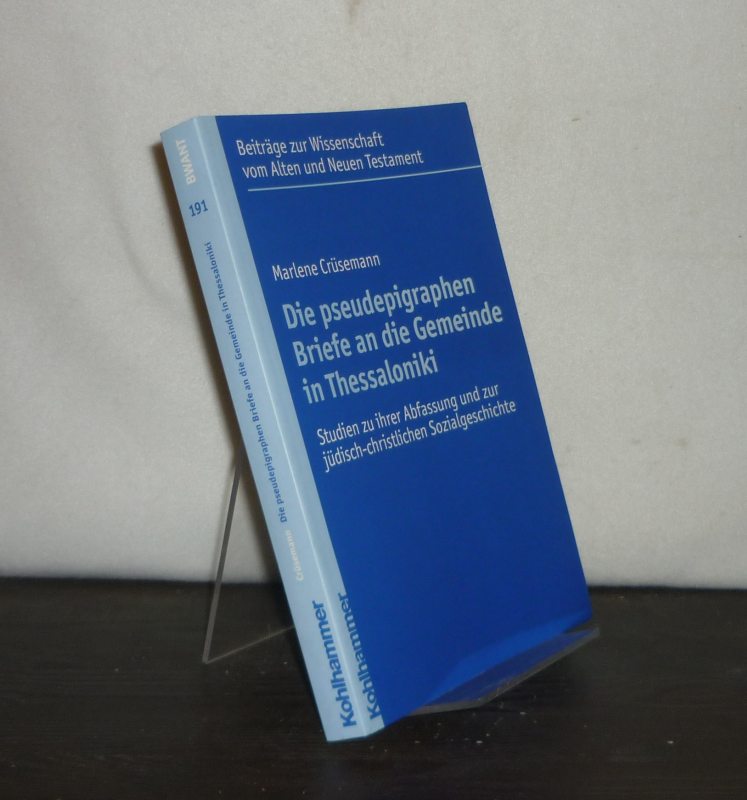 Beiträge zur Wissenschaft
vom Alten und Neuen Testament
Marlene Crüsemann
Die pseudepigraphen
Briefe an die Gemeinde
in Thessaloniki
Studien zu ihrer Abfassung und zur
jüdisch-christlichen Sozialgeschichte
Kohlhammer
BWANT
191
Crüsemann Die pseudepigraphen Briefe an die Gemeinde in Thessaloniki
Kohlhammer